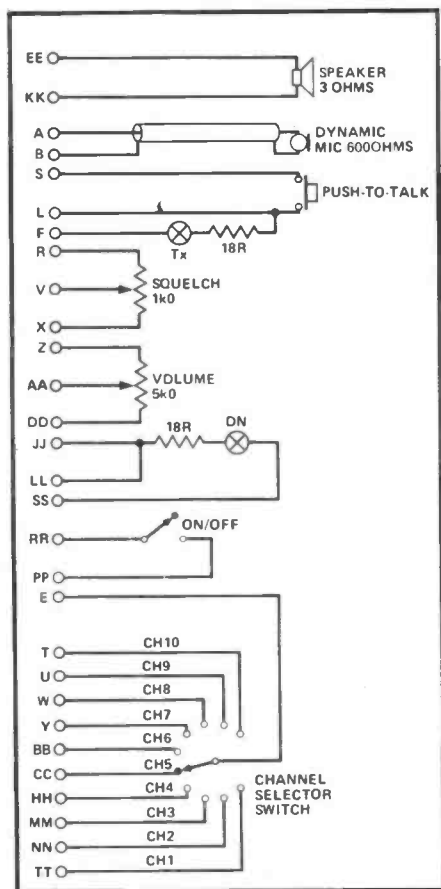 EE
SPEAKER
3 OHMS
KK
A
DYNAMIC
MIC 600OHMS
B
S
PUSH-TO-TALK
L
F
Tx
18R
R
V
SQUELCH
1k0
X
Z
AA
VOLUME
5k0
DD
JJ
18R
DN
LL
SS
RR
ON/OFF
PP
E
T
CH10
U
CH9
W
CH8
Y
CH7
BB
CH6
CC
CH5
HH
CH4
CHANNEL
SELECTOR
SWITCH
MM
CH3
NN
CH2
TT
CH1